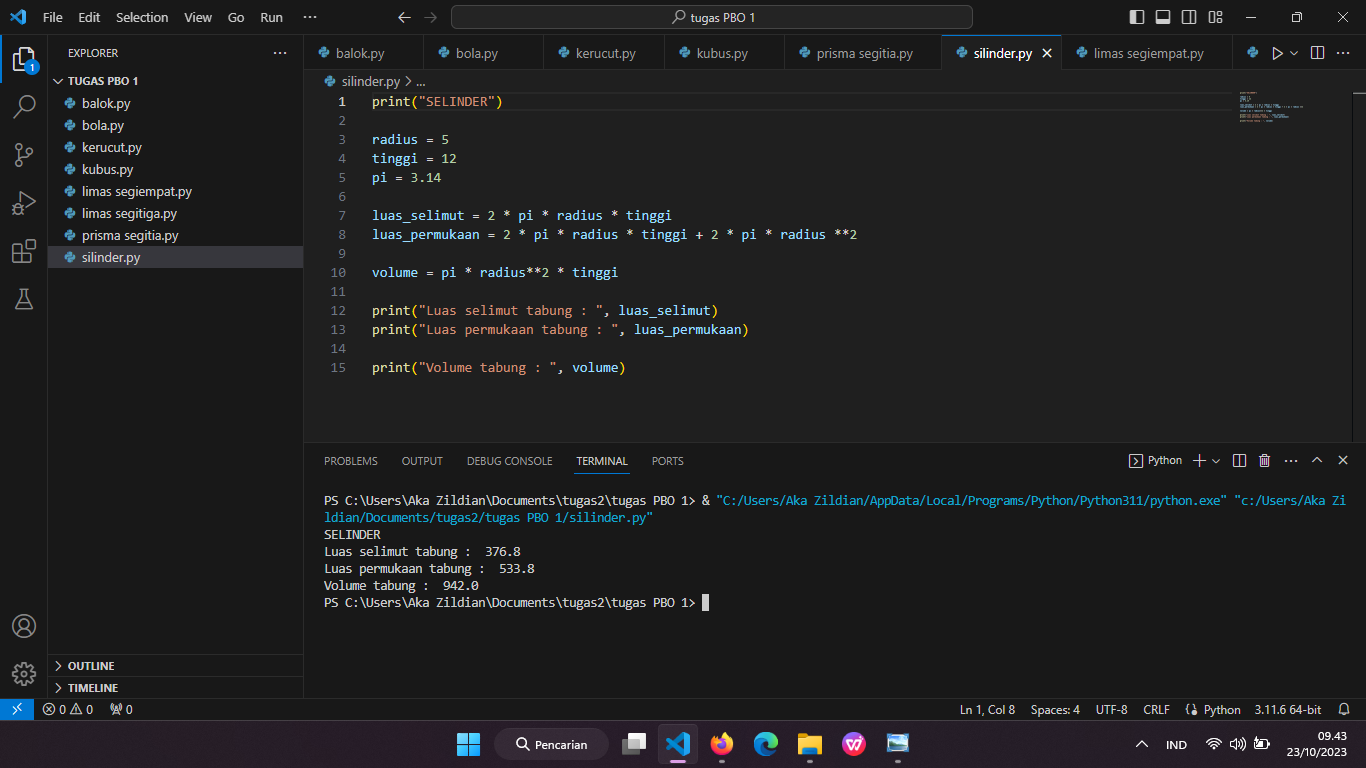 File Edit Selection View Go Run ··· tugas PBO 1
EXPLORER ···
TUGAS PBO 1
balok.py
bola.py
kerucut.py
kubus.py
limas segiempat.py
limas segitiga.py
prisma segitia.py
silinder.py
OUTLINE
TIMELINE
1
balok.py bola.py kerucut.py kubus.py prisma segitia.py silinder.py limas segiempat.py ···
silinder.py > ...
1 print("SELINDER")
2
3 radius = 5
4 tinggi = 12
5 pi = 3.14
6
7 luas_selimut = 2 * pi * radius * tinggi
8 luas_permukaan = 2 * pi * radius * tinggi + 2 * pi * radius **2
9
10 volume = pi * radius**2 * tinggi
11
12 print("Luas selimut tabung : ", luas_selimut)
13 print("Luas permukaan tabung : ", luas_permukaan)
14
15 print("Volume tabung : ", volume)
PROBLEMS OUTPUT DEBUG CONSOLE TERMINAL PORTS Python ···
PS C:\Users\Aka Zildian\Documents\tugas2\tugas PBO 1> & "C:/Users/Aka Zildian/AppData/Local/Programs/Python/Python311/python.exe" "c:/Users/Aka Zi
ldian/Documents/tugas2/tugas PBO 1/silinder.py"
SELINDER
Luas selimut tabung :  376.8
Luas permukaan tabung :  533.8
Volume tabung :  942.0
PS C:\Users\Aka Zildian\Documents\tugas2\tugas PBO 1>
0 0 0 Ln 1, Col 8 Spaces: 4 UTF-8 CRLF Python 3.11.6 64-bit
Pencarian IND 09.43
23/10/2023